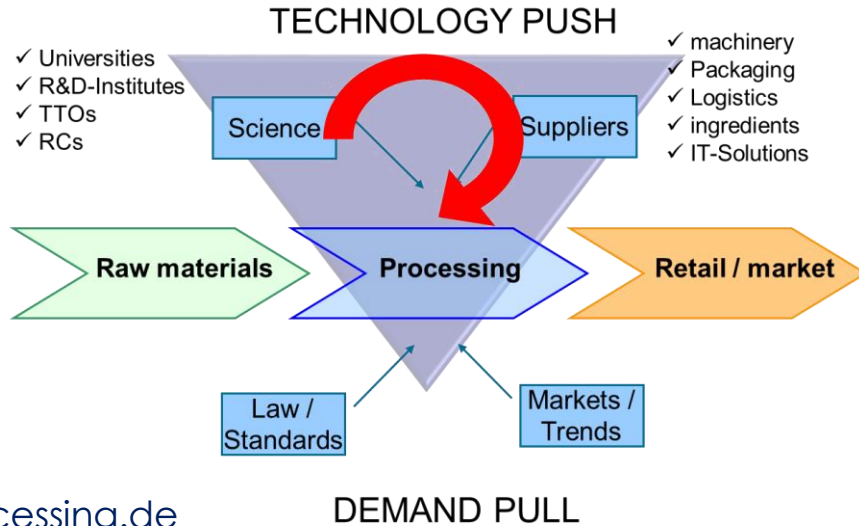 TECHNOLOGY PUSH
✓ Universities
✓ R&D-Institutes
✓ TTOs
✓ RCs
✓ machinery
✓ Packaging
✓ Logistics
✓ ingredients
✓ IT-Solutions
Science
Suppliers
Raw materials
Processing
Retail / market
Law /
Standards
Markets /
Trends
cessing.de
DEMAND PULL